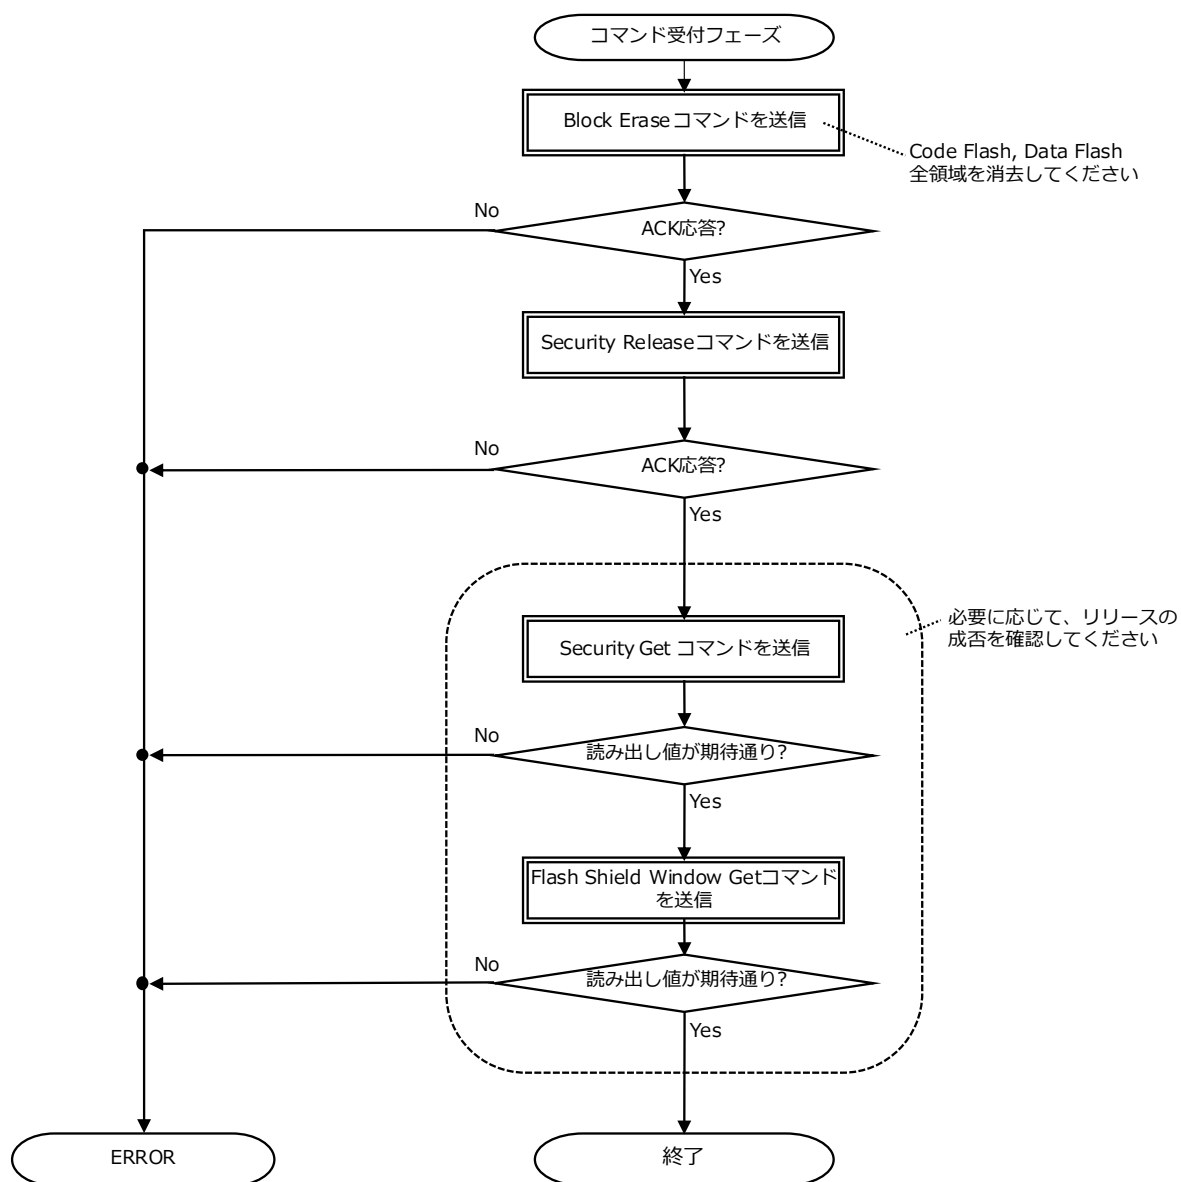 コマンド受付フェーズ
Block Eraseコマンドを送信
Code Flash, Data Flash
全領域を消去してください
No
ACK応答?
Yes
Security Releaseコマンドを送信
No
ACK応答?
Yes
必要に応じて、リリースの
成否を確認してください
Security Get コマンドを送信
No
読み出し値が期待通り?
Yes
Flash Shield Window Getコマンド
を送信
No
読み出し値が期待通り?
Yes
ERROR
終了